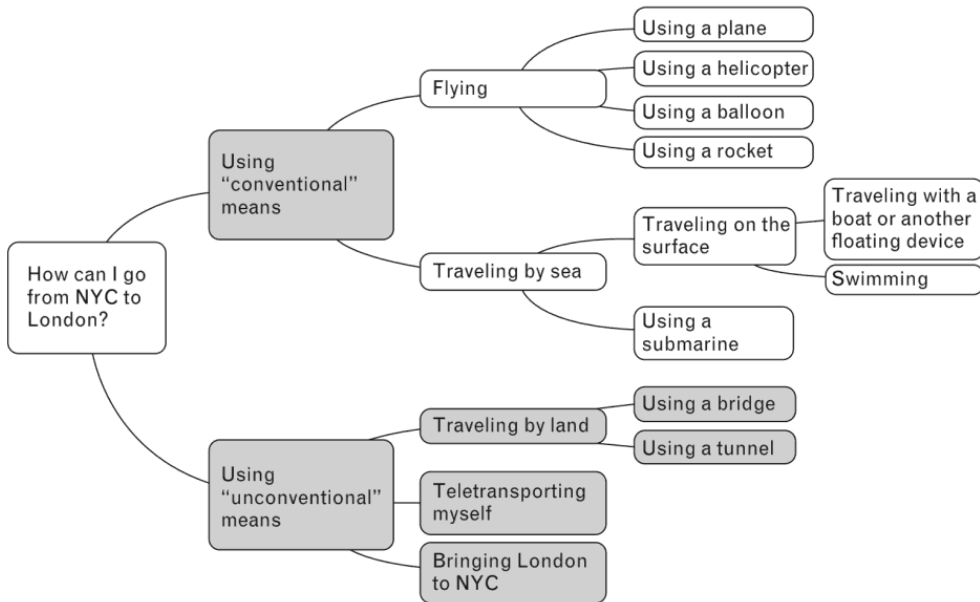 How can I go
from NYC to
London?
Using
“conventional”
means
Flying
Using a plane
Using a helicopter
Using a balloon
Using a rocket
Traveling by sea
Traveling on the
surface
Traveling with a
boat or another
floating device
Swimming
Using a
submarine
Using
“unconventional”
means
Traveling by land
Using a bridge
Using a tunnel
Teletransporting
myself
Bringing London
to NYC